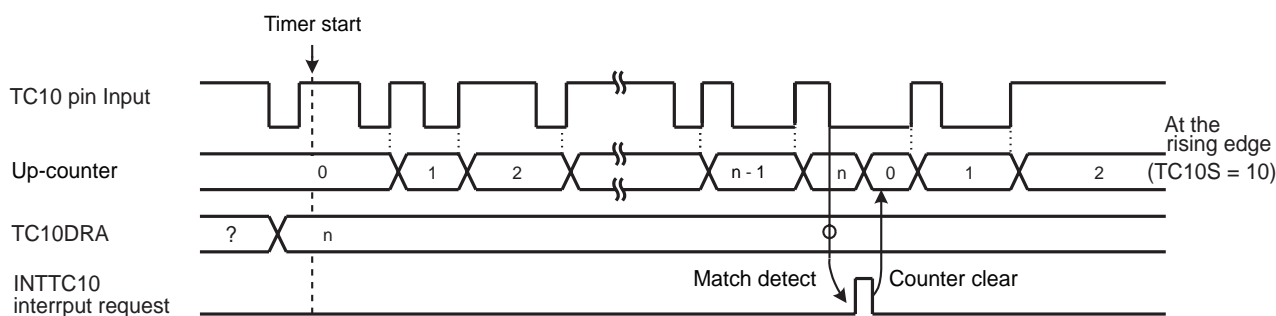 Timer start
TC10 pin Input
At the
rising edge
(TC10S = 10)
Up-counter
0
1
2
n - 1
n
0
1
2
TC10DRA
?
n
Match detect
Counter clear
INTTC10
interrput request